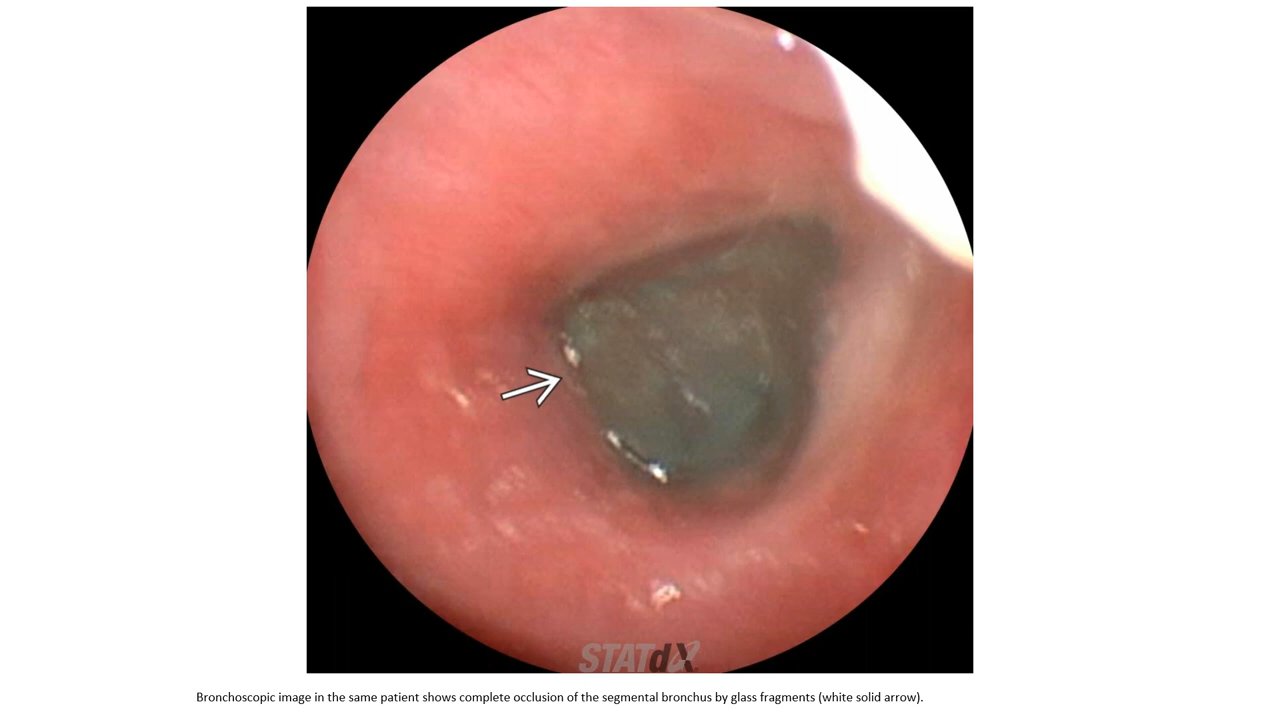 STATdX
Bronchoscopic image in the same patient shows complete occlusion of the segmental bronchus by glass fragments (white solid arrow).